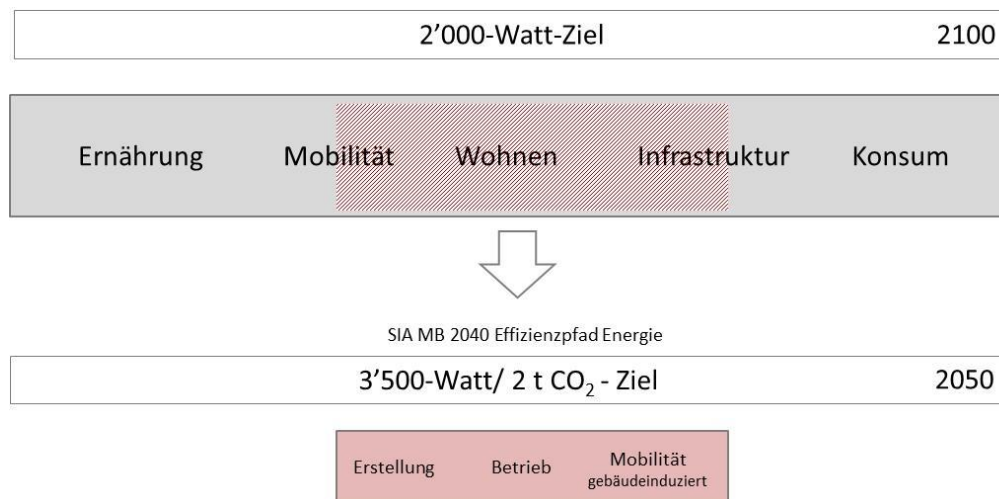 2’000-Watt-Ziel 2100
Ernährung Mobilität Wohnen Infrastruktur Konsum
SIA MB 2040 Effizienzpfad Energie
3’500-Watt/ 2 t CO₂ - Ziel 2050
Erstellung Betrieb Mobilität
gebäudeinduziert